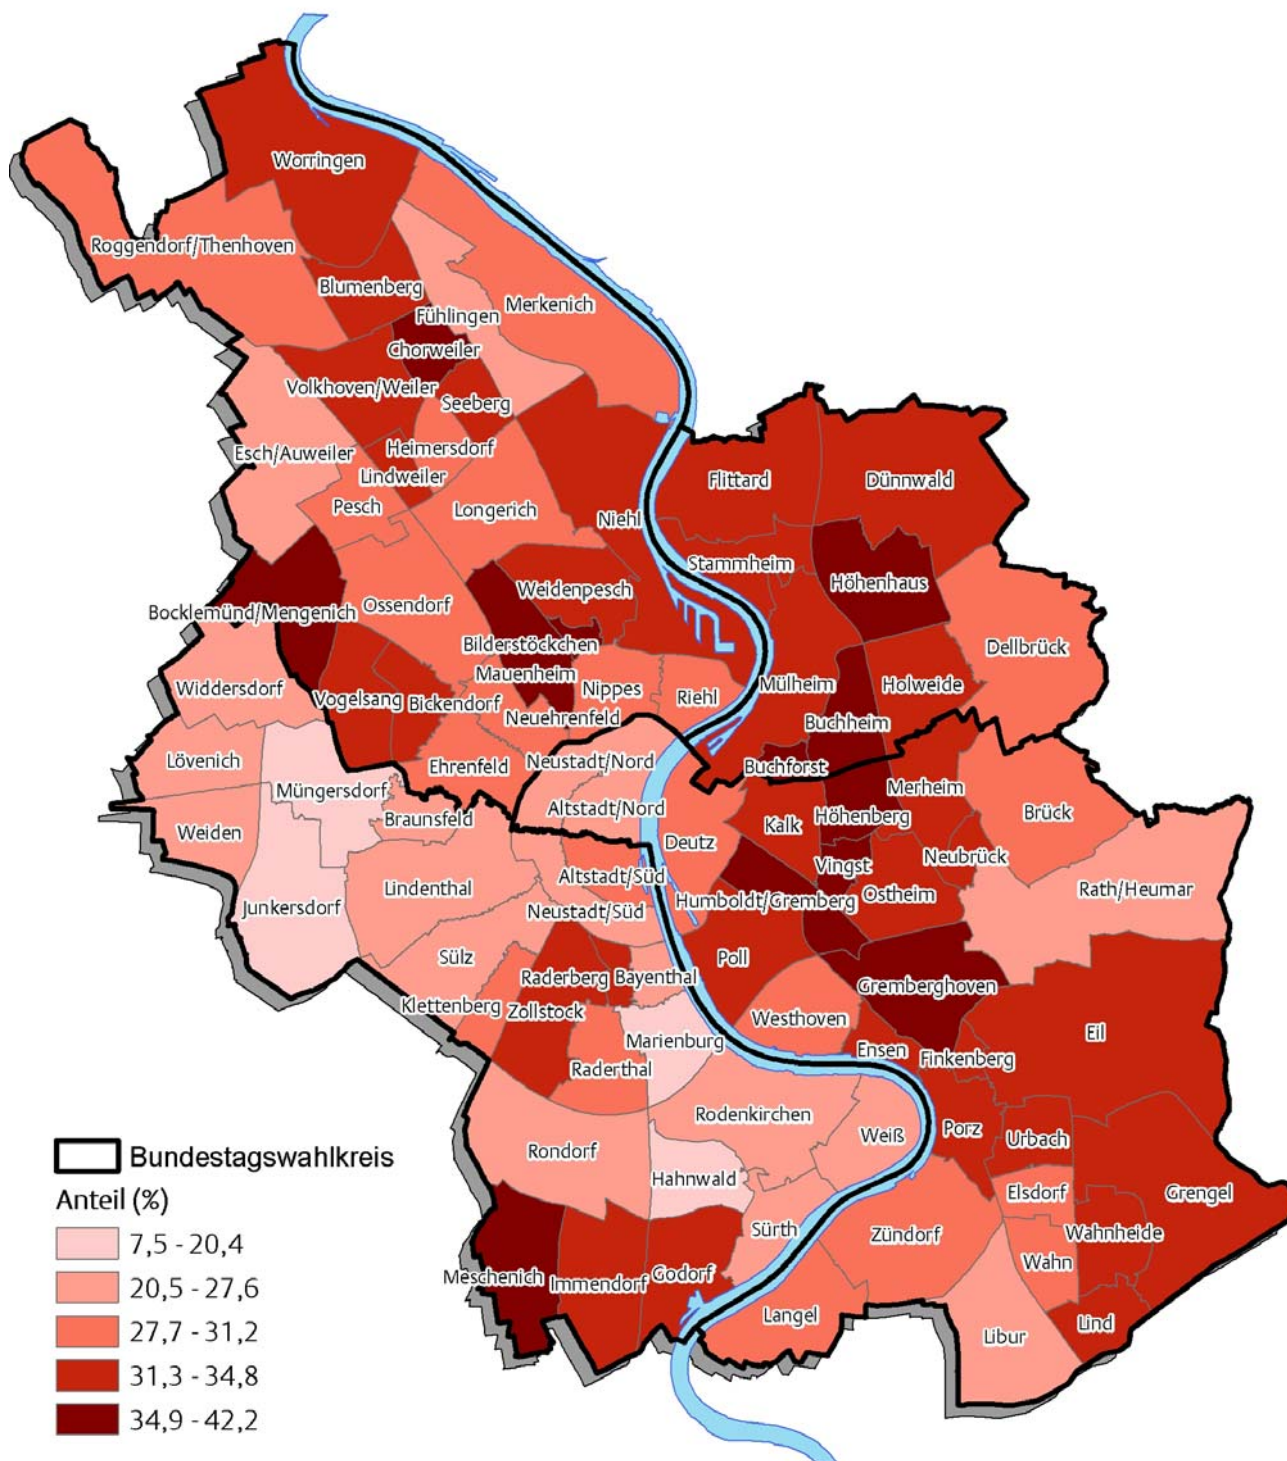 Worringen
Roggendorf/Thenhoven
Blumenberg
Merkenich
Fühlingen
Chorweiler
Volkhoven/Weiler
Seeberg
Heimersdorf
Esch/Auweiler
Lindweiler
Pesch
Longerich
Niehl
Flittard
Dünnwald
Stammheim
Höhenhaus
Weidenpesch
Ossendorf
Bocklemünd/Mengenich
Bilderstöckchen
Dellbrück
Mauenheim
Widdersdorf
Nippes
Riehl
Mülheim
Holweide
Vogelsang
Bickendorf
Neuehrenfeld
Buchheim
Lövenich
Neustadt/Nord
Ehrenfeld
Buchforst
Müngersdorf
Merheim
Altstadt/Nord
Brück
Braunsfeld
Höhenberg
Kalk
Weiden
Deutz
Neubrück
Vingst
Altstadt/Süd
Lindenthal
Rath/Heumar
Ostheim
Humboldt/Gremberg
Junkersdorf
Neustadt/Süd
Sülz
Poll
Raderberg
Bayenthal
Gremberghoven
Klettenberg
Zollstock
Westhoven
Eil
Marienburg
Ensen
Finkenberg
Raderthal
Rodenkirchen
Porz
Weiß
Urbach
Rondorf
Hahnwald
Elsdorf
Grengel
Sürth
Zündorf
Wahnheide
Wahn
Meschenich
Immendorf
Godorf
Langel
Lind
Libur
Bundestagswahlkreis
Anteil (%)
7,5 - 20,4
20,5 - 27,6
27,7 - 31,2
31,3 - 34,8
34,9 - 42,2